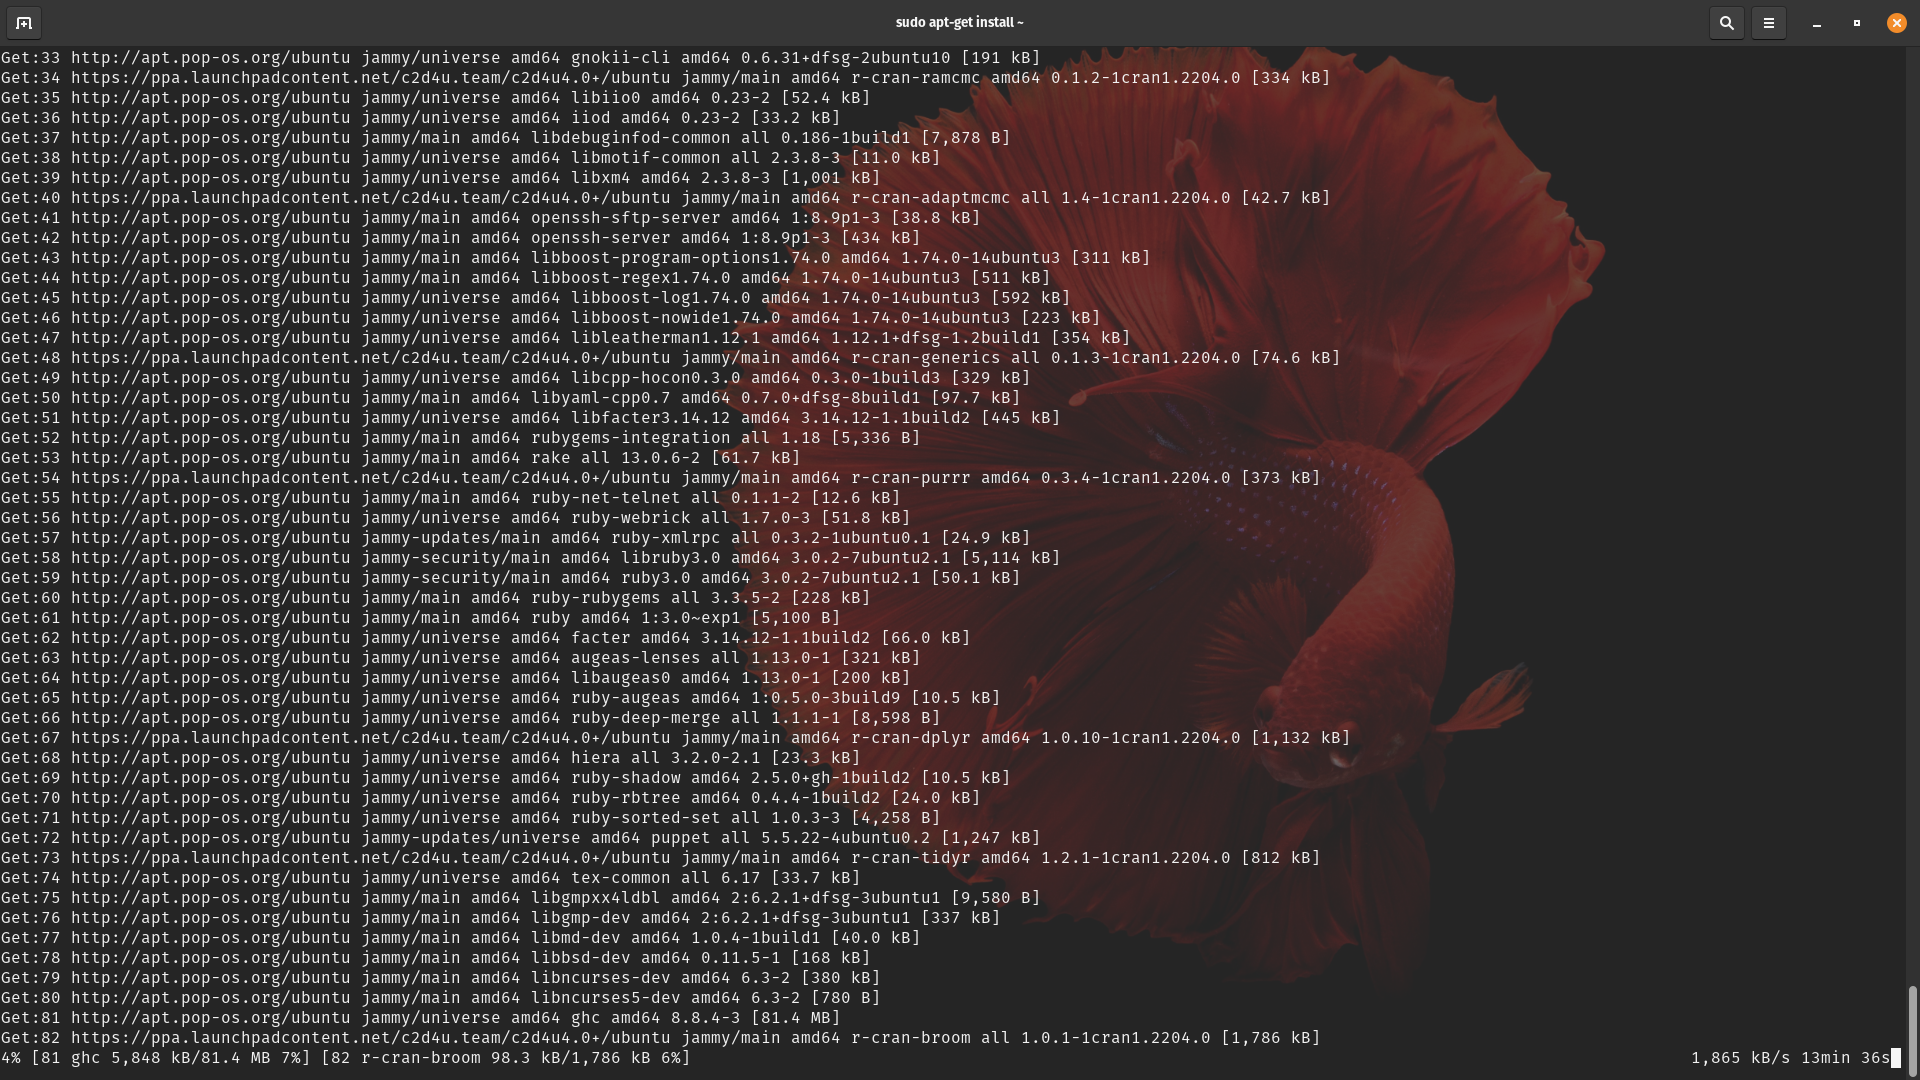 sudo apt-get install ~
Get:33 http://apt.pop-os.org/ubuntu jammy/universe amd64 gnokii-cli amd64 0.6.31+dfsg-2ubuntu10 [191 kB]
Get:34 https://ppa.launchpadcontent.net/c2d4u.team/c2d4u4.0+/ubuntu jammy/main amd64 r-cran-ramcmc amd64 0.1.2-1cran1.2204.0 [334 kB]
Get:35 http://apt.pop-os.org/ubuntu jammy/universe amd64 libiio0 amd64 0.23-2 [52.4 kB]
Get:36 http://apt.pop-os.org/ubuntu jammy/universe amd64 iiod amd64 0.23-2 [33.2 kB]
Get:37 http://apt.pop-os.org/ubuntu jammy/main amd64 libdebuginfod-common all 0.186-1build1 [7,878 B]
Get:38 http://apt.pop-os.org/ubuntu jammy/universe amd64 libmotif-common all 2.3.8-3 [11.0 kB]
Get:39 http://apt.pop-os.org/ubuntu jammy/universe amd64 libxm4 amd64 2.3.8-3 [1,001 kB]
Get:40 https://ppa.launchpadcontent.net/c2d4u.team/c2d4u4.0+/ubuntu jammy/main amd64 r-cran-adaptmcmc all 1.4-1cran1.2204.0 [42.7 kB]
Get:41 http://apt.pop-os.org/ubuntu jammy/main amd64 openssh-sftp-server amd64 1:8.9p1-3 [38.8 kB]
Get:42 http://apt.pop-os.org/ubuntu jammy/main amd64 openssh-server amd64 1:8.9p1-3 [434 kB]
Get:43 http://apt.pop-os.org/ubuntu jammy/main amd64 libboost-program-options1.74.0 amd64 1.74.0-14ubuntu3 [311 kB]
Get:44 http://apt.pop-os.org/ubuntu jammy/main amd64 libboost-regex1.74.0 amd64 1.74.0-14ubuntu3 [511 kB]
Get:45 http://apt.pop-os.org/ubuntu jammy/universe amd64 libboost-log1.74.0 amd64 1.74.0-14ubuntu3 [592 kB]
Get:46 http://apt.pop-os.org/ubuntu jammy/universe amd64 libboost-nowide1.74.0 amd64 1.74.0-14ubuntu3 [223 kB]
Get:47 http://apt.pop-os.org/ubuntu jammy/universe amd64 libleatherman1.12.1 amd64 1.12.1+dfsg-1.2build1 [354 kB]
Get:48 https://ppa.launchpadcontent.net/c2d4u.team/c2d4u4.0+/ubuntu jammy/main amd64 r-cran-generics all 0.1.3-1cran1.2204.0 [74.6 kB]
Get:49 http://apt.pop-os.org/ubuntu jammy/universe amd64 libcpp-hocon0.3.0 amd64 0.3.0-1build3 [329 kB]
Get:50 http://apt.pop-os.org/ubuntu jammy/main amd64 libyaml-cpp0.7 amd64 0.7.0+dfsg-8build1 [97.7 kB]
Get:51 http://apt.pop-os.org/ubuntu jammy/universe amd64 libfacter3.14.12 amd64 3.14.12-1.1build2 [445 kB]
Get:52 http://apt.pop-os.org/ubuntu jammy/main amd64 rubygems-integration all 1.18 [5,336 B]
Get:53 http://apt.pop-os.org/ubuntu jammy/main amd64 rake all 13.0.6-2 [61.7 kB]
Get:54 https://ppa.launchpadcontent.net/c2d4u.team/c2d4u4.0+/ubuntu jammy/main amd64 r-cran-purrr amd64 0.3.4-1cran1.2204.0 [373 kB]
Get:55 http://apt.pop-os.org/ubuntu jammy/main amd64 ruby-net-telnet all 0.1.1-2 [12.6 kB]
Get:56 http://apt.pop-os.org/ubuntu jammy/universe amd64 ruby-webrick all 1.7.0-3 [51.8 kB]
Get:57 http://apt.pop-os.org/ubuntu jammy-updates/main amd64 ruby-xmlrpc all 0.3.2-1ubuntu0.1 [24.9 kB]
Get:58 http://apt.pop-os.org/ubuntu jammy-security/main amd64 libruby3.0 amd64 3.0.2-7ubuntu2.1 [5,114 kB]
Get:59 http://apt.pop-os.org/ubuntu jammy-security/main amd64 ruby3.0 amd64 3.0.2-7ubuntu2.1 [50.1 kB]
Get:60 http://apt.pop-os.org/ubuntu jammy/main amd64 ruby-rubygems all 3.3.5-2 [228 kB]
Get:61 http://apt.pop-os.org/ubuntu jammy/main amd64 ruby amd64 1:3.0~exp1 [5,100 B]
Get:62 http://apt.pop-os.org/ubuntu jammy/universe amd64 facter amd64 3.14.12-1.1build2 [66.0 kB]
Get:63 http://apt.pop-os.org/ubuntu jammy/universe amd64 augeas-lenses all 1.13.0-1 [321 kB]
Get:64 http://apt.pop-os.org/ubuntu jammy/universe amd64 libaugeas0 amd64 1.13.0-1 [200 kB]
Get:65 http://apt.pop-os.org/ubuntu jammy/universe amd64 ruby-augeas amd64 1:0.5.0-3build9 [10.5 kB]
Get:66 http://apt.pop-os.org/ubuntu jammy/universe amd64 ruby-deep-merge all 1.1.1-1 [8,598 B]
Get:67 https://ppa.launchpadcontent.net/c2d4u.team/c2d4u4.0+/ubuntu jammy/main amd64 r-cran-dplyr amd64 1.0.10-1cran1.2204.0 [1,132 kB]
Get:68 http://apt.pop-os.org/ubuntu jammy/universe amd64 hiera all 3.2.0-2.1 [23.3 kB]
Get:69 http://apt.pop-os.org/ubuntu jammy/universe amd64 ruby-shadow amd64 2.5.0+gh-1build2 [10.5 kB]
Get:70 http://apt.pop-os.org/ubuntu jammy/universe amd64 ruby-rbtree amd64 0.4.4-1build2 [24.0 kB]
Get:71 http://apt.pop-os.org/ubuntu jammy/universe amd64 ruby-sorted-set all 1.0.3-3 [4,258 B]
Get:72 http://apt.pop-os.org/ubuntu jammy-updates/universe amd64 puppet all 5.5.22-4ubuntu0.2 [1,247 kB]
Get:73 https://ppa.launchpadcontent.net/c2d4u.team/c2d4u4.0+/ubuntu jammy/main amd64 r-cran-tidyr amd64 1.2.1-1cran1.2204.0 [812 kB]
Get:74 http://apt.pop-os.org/ubuntu jammy/universe amd64 tex-common all 6.17 [33.7 kB]
Get:75 http://apt.pop-os.org/ubuntu jammy/main amd64 libgmpxx4ldbl amd64 2:6.2.1+dfsg-3ubuntu1 [9,580 B]
Get:76 http://apt.pop-os.org/ubuntu jammy/main amd64 libgmp-dev amd64 2:6.2.1+dfsg-3ubuntu1 [337 kB]
Get:77 http://apt.pop-os.org/ubuntu jammy/main amd64 libmd-dev amd64 1.0.4-1build1 [40.0 kB]
Get:78 http://apt.pop-os.org/ubuntu jammy/main amd64 libbsd-dev amd64 0.11.5-1 [168 kB]
Get:79 http://apt.pop-os.org/ubuntu jammy/main amd64 libncurses-dev amd64 6.3-2 [380 kB]
Get:80 http://apt.pop-os.org/ubuntu jammy/main amd64 libncurses5-dev amd64 6.3-2 [780 B]
Get:81 http://apt.pop-os.org/ubuntu jammy/universe amd64 ghc amd64 8.8.4-3 [81.4 MB]
Get:82 https://ppa.launchpadcontent.net/c2d4u.team/c2d4u4.0+/ubuntu jammy/main amd64 r-cran-broom all 1.0.1-1cran1.2204.0 [1,786 kB]
4% [81 ghc 5,848 kB/81.4 MB 7%] [82 r-cran-broom 98.3 kB/1,786 kB 6%] 1,865 kB/s 13min 36s